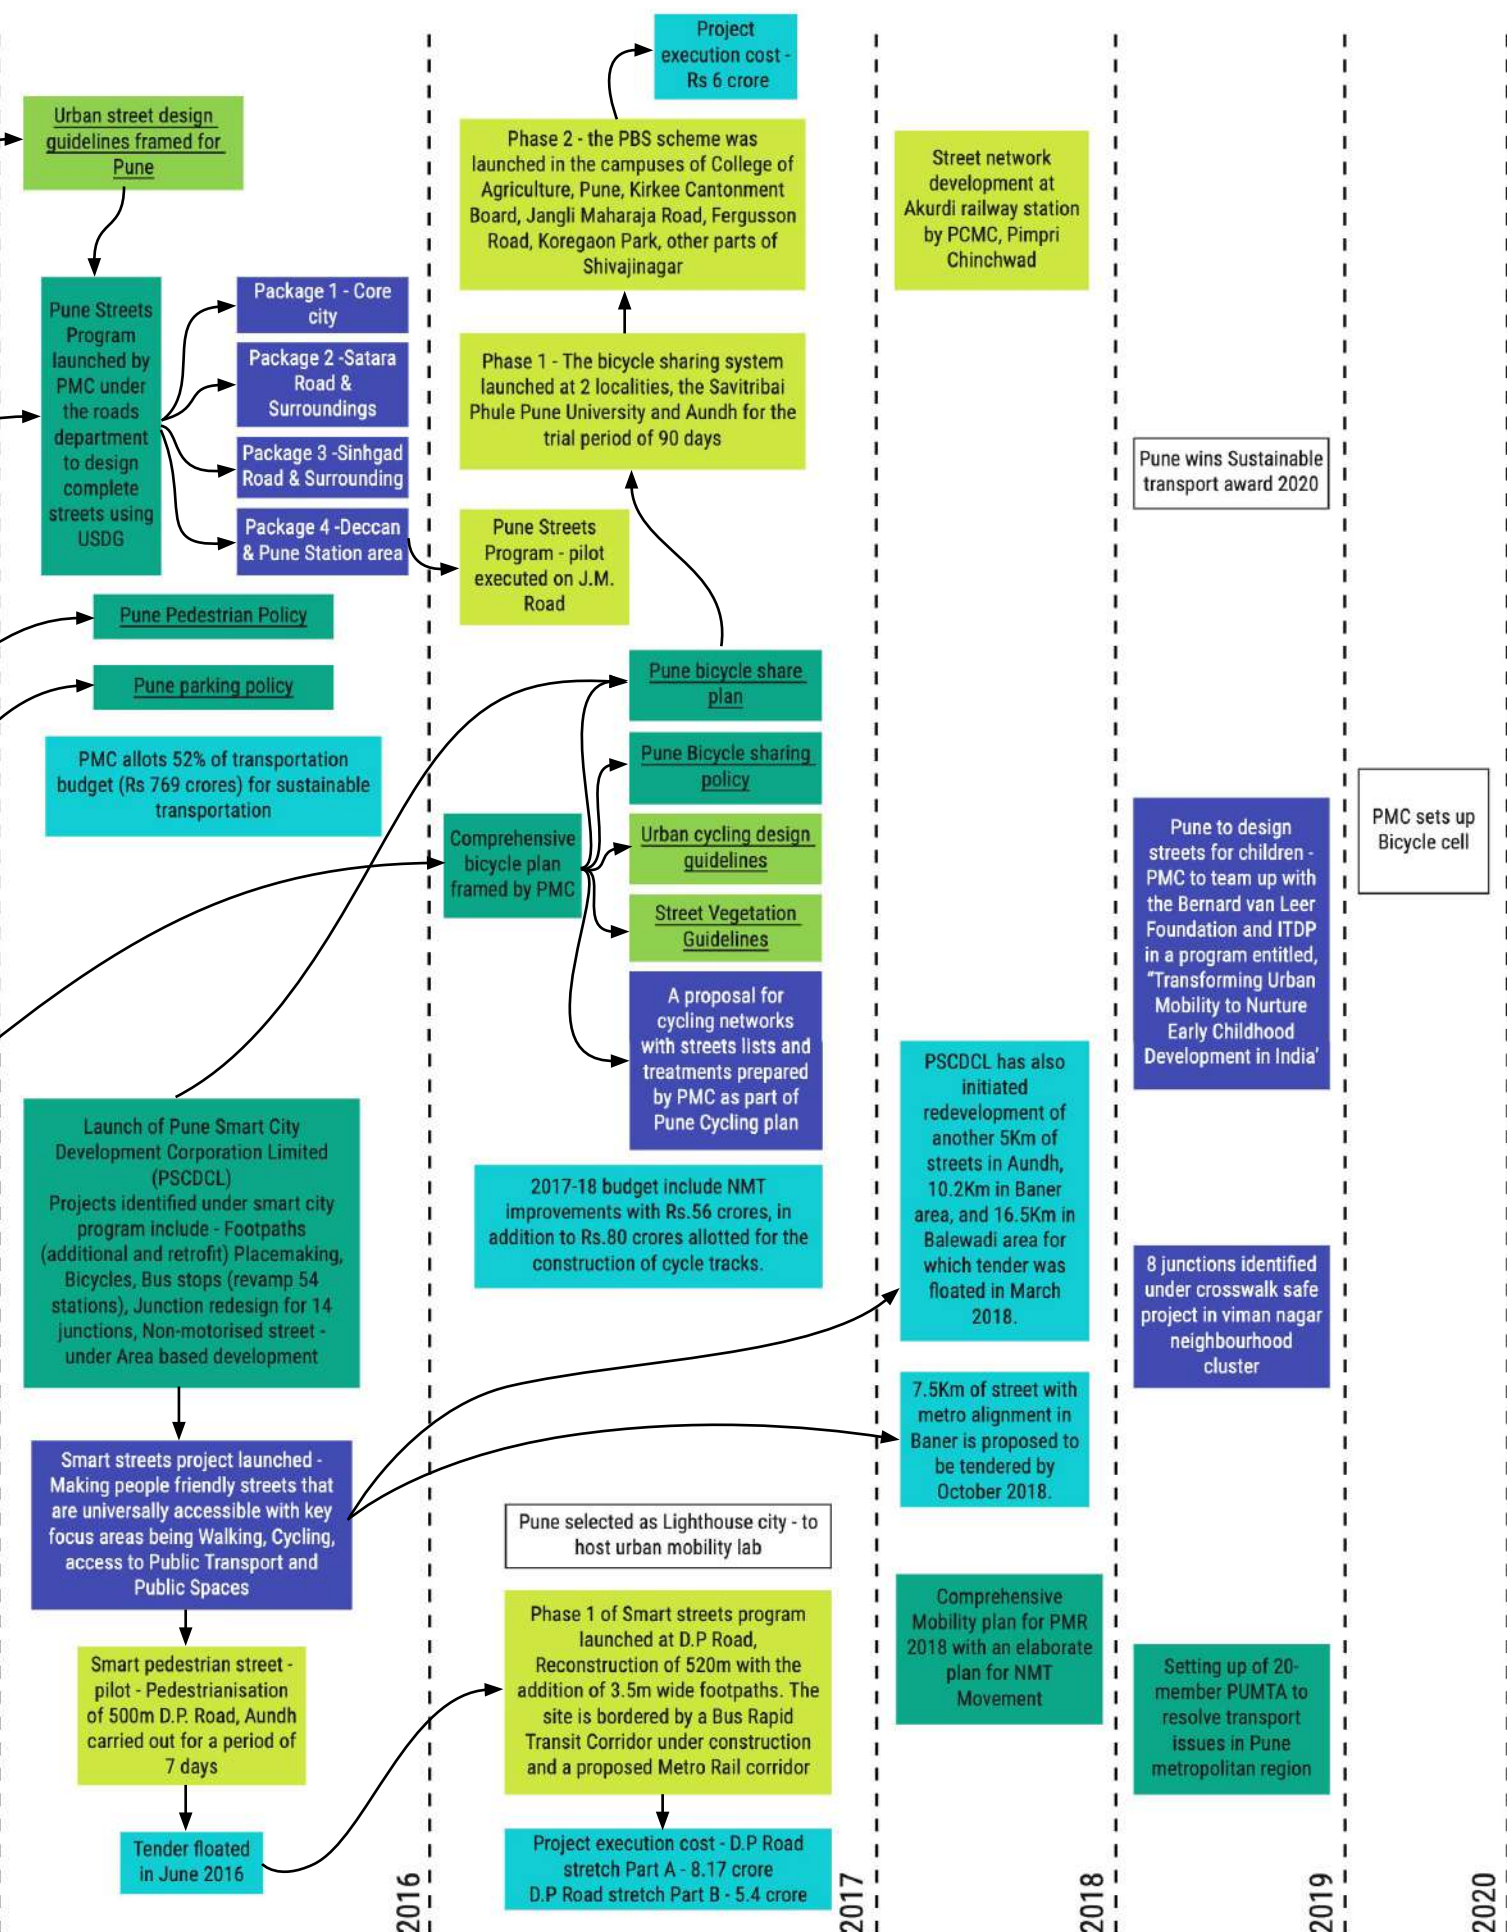 Urban street design
guidelines framed for
Pune
Pune Streets
Program
launched by
PMC under
the roads
department
to design
complete
streets using
USDG
Package 1 - Core
city
Package 2 -Satara
Road &
Surroundings
Package 3 -Sinhgad
Road & Surrounding
Package 4 -Deccan
& Pune Station area
Pune Pedestrian Policy
Pune parking policy
PMC allots 52% of transportation
budget (Rs 769 crores) for sustainable
transportation
Launch of Pune Smart City
Development Corporation Limited
(PSCDCL)
Projects identified under smart city
program include - Footpaths
(additional and retrofit) Placemaking,
Bicycles, Bus stops (revamp 54
stations), Junction redesign for 14
junctions, Non-motorised street -
under Area based development
Smart streets project launched -
Making people friendly streets that
are universally accessible with key
focus areas being Walking, Cycling,
access to Public Transport and
Public Spaces
Smart pedestrian street -
pilot - Pedestrianisation
of 500m D.P. Road, Aundh
carried out for a period of
7 days
Tender floated
in June 2016
2016
Project
execution cost -
Rs 6 crore
Phase 2 - the PBS scheme was
launched in the campuses of College of
Agriculture, Pune, Kirkee Cantonment
Board, Jangli Maharaja Road, Fergusson
Road, Koregaon Park, other parts of
Shivajinagar
Phase 1 - The bicycle sharing system
launched at 2 localities, the Savitribai
Phule Pune University and Aundh for the
trial period of 90 days
Pune Streets
Program - pilot
executed on J.M.
Road
Pune bicycle share
plan
Pune Bicycle sharing
policy
Comprehensive
bicycle plan
framed by PMC
Urban cycling design
guidelines
Street Vegetation
Guidelines
A proposal for
cycling networks
with streets lists and
treatments prepared
by PMC as part of
Pune Cycling plan
2017-18 budget include NMT
improvements with Rs.56 crores, in
addition to Rs.80 crores allotted for the
construction of cycle tracks.
Pune selected as Lighthouse city - to
host urban mobility lab
Phase 1 of Smart streets program
launched at D.P Road,
Reconstruction of 520m with the
addition of 3.5m wide footpaths. The
site is bordered by a Bus Rapid
Transit Corridor under construction
and a proposed Metro Rail corridor
Project execution cost - D.P Road
stretch Part A - 8.17 crore
D.P Road stretch Part B - 5.4 crore
2017
Street network
development at
Akurdi railway station
by PCMC, Pimpri
Chinchwad
PSCDCL has also
initiated
redevelopment of
another 5Km of
streets in Aundh,
10.2Km in Baner
area, and 16.5Km in
Balewadi area for
which tender was
floated in March
2018.
7.5Km of street with
metro alignment in
Baner is proposed to
be tendered by
October 2018.
Comprehensive
Mobility plan for PMR
2018 with an elaborate
plan for NMT
Movement
2018
Pune wins Sustainable
transport award 2020
Pune to design
streets for children -
PMC to team up with
the Bernard van Leer
Foundation and ITDP
in a program entitled,
“Transforming Urban
Mobility to Nurture
Early Childhood
Development in India’
8 junctions identified
under crosswalk safe
project in viman nagar
neighbourhood
cluster
Setting up of 20-
member PUMTA to
resolve transport
issues in Pune
metropolitan region
2019
PMC sets up
Bicycle cell
2020